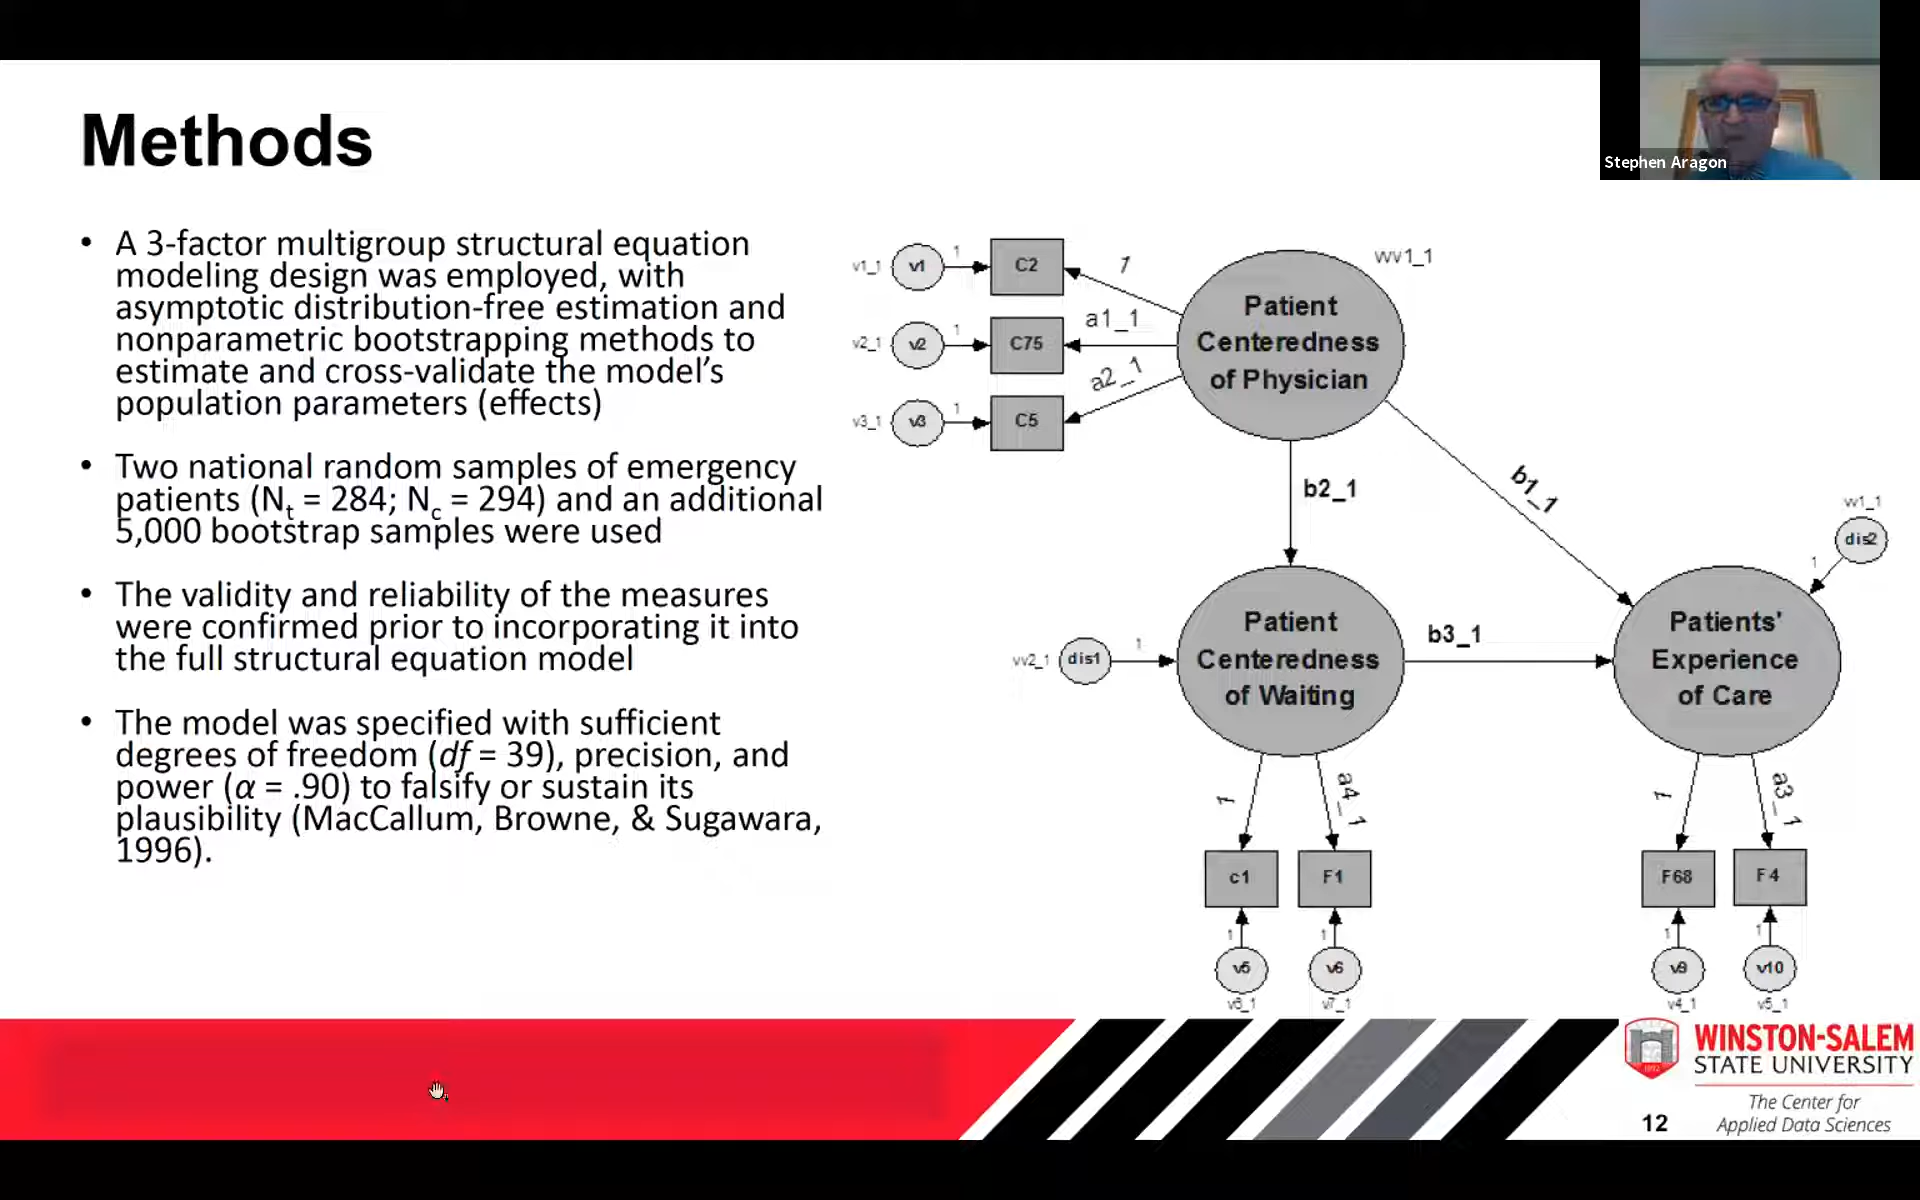 Stephen Aragon
Methods
• A 3-factor multigroup structural equation
modeling design was employed, with
asymptotic distribution-free estimation and
nonparametric bootstrapping methods to
estimate and cross-validate the model’s
population parameters (effects)
• Two national random samples of emergency
patients (Nt = 284; Nc = 294) and an additional
5,000 bootstrap samples were used
• The validity and reliability of the measures
were confirmed prior to incorporating it into
the full structural equation model
• The model was specified with sufficient
degrees of freedom (df = 39), precision, and
power (α = .90) to falsify or sustain its
plausibility (MacCallum, Browne, & Sugawara,
1996).
v1_1 v1 1 C2 1
v2_1 v2 1 C75 a1_1
v3_1 v3 1 C5 a2_1
Patient
Centeredness
of Physician
vv1_1
b2_1
b1_1
vv2_1 dis1 1
Patient
Centeredness
of Waiting
b3_1
w1_1
dis2
1
Patients'
Experience
of Care
1 a4_1 1 a3_1
c1 F1 F68 F4
1 1 1 1
v5 v6 v9 v10
v6_1 v7_1 v4_1 v5_1
WINSTON-SALEM
STATE UNIVERSITY
1892
The Center for
Applied Data Sciences
12